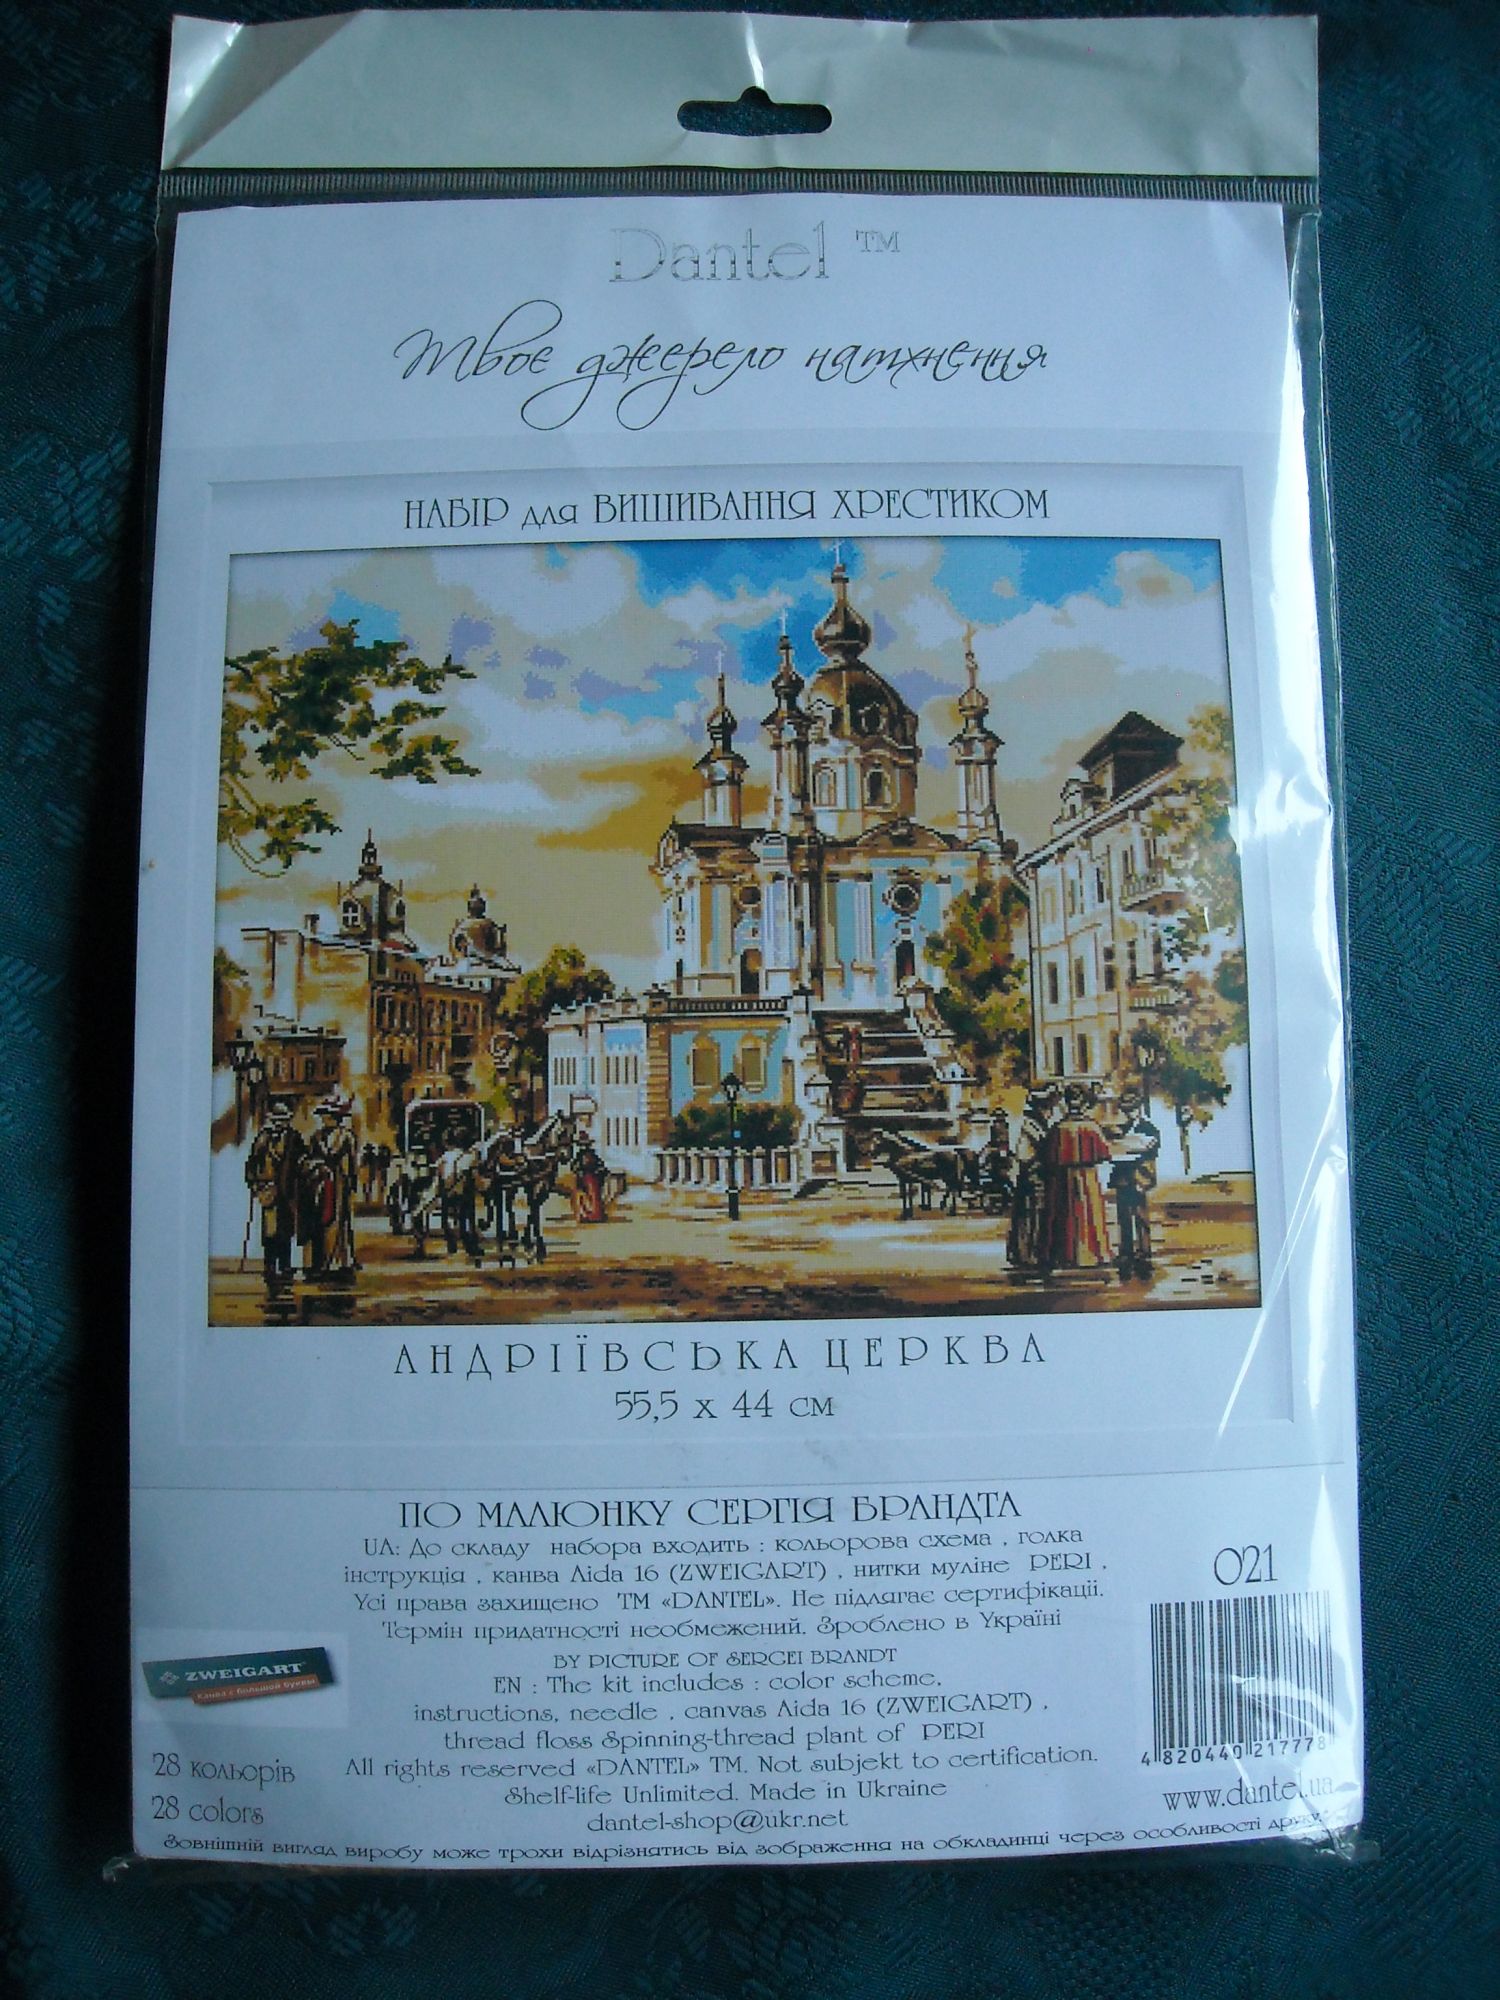 Dantel ™
Твоє джерело натхнення
НАБІР для ВИШИВАННЯ ХРЕСТИКОМ
АНДРІЇВСЬКА ЦЕРКВА
55,5 x 44 см
ПО МАЛЮНКУ СЕРГІЯ БРАНДТА
UA: До складу набора входить : кольорова схема , голка
інструкція , канва Aida 16 (ZWEIGART) , нитки муліне PERI .
Усі права захищено ТМ «DANTEL». Не підлягає сертифікації.
Термін придатності необмежений. Зроблено в Україні
BY PICTURE OF SERGEI BRANDT
EN : The kit includes : color scheme,
instructions, needle , canvas Aida 16 (ZWEIGART) ,
thread floss Spinning-thread plant of PERI
All rights reserved «DANTEL» TM. Not subjekt to certification.
Shelf-life Unlimited. Made in Ukraine
dantel-shop@ukr.net
ZWEIGART
Канва с большой буквы
28 кольорів
28 colors
021
4 820440 217778
www.dantel.ua
Зовнішній вигляд виробу може трохи відрізнятись від зображення на обкладинці через особливості друку.